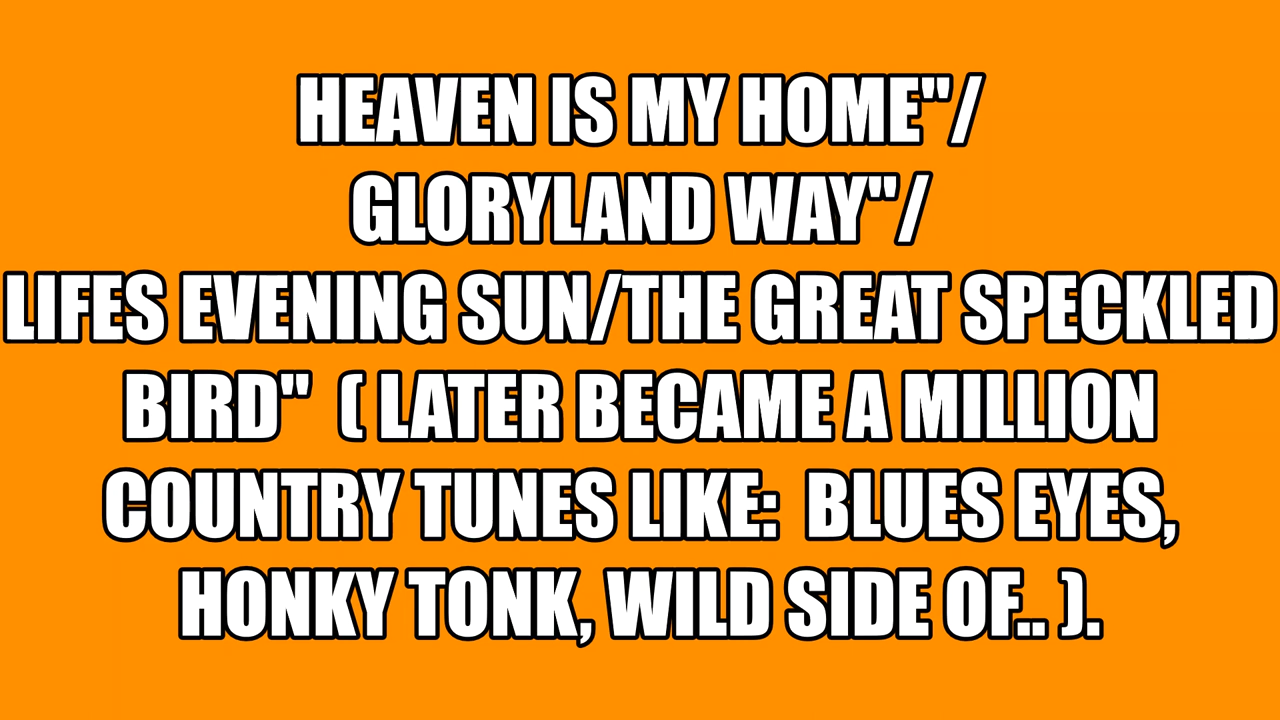 HEAVEN IS MY HOME"/
GLORYLAND WAY"/
LIFES EVENING SUN/THE GREAT SPECKLED
BIRD"  ( LATER BECAME A MILLION
COUNTRY TUNES LIKE:  BLUES EYES,
HONKY TONK, WILD SIDE OF.. ).